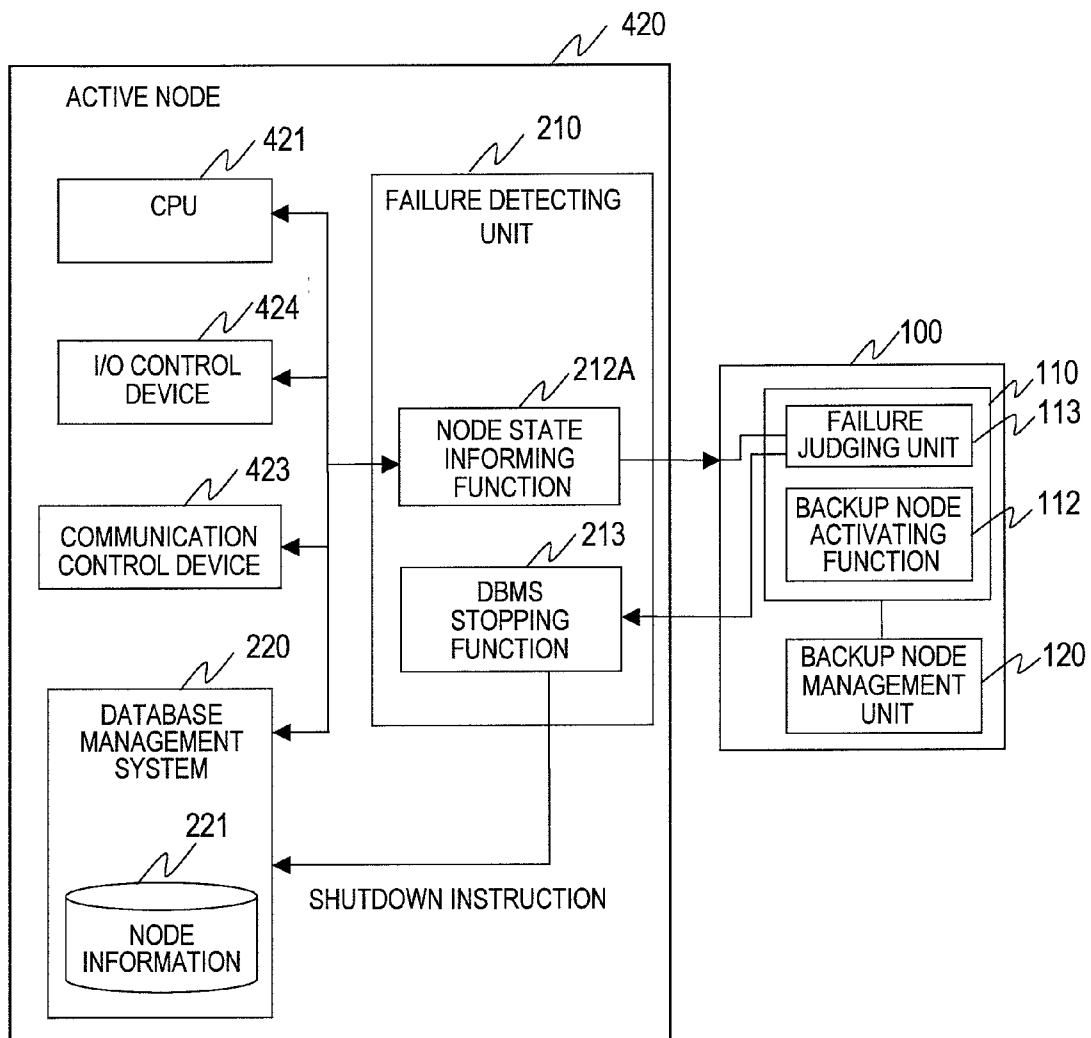 420
ACTIVE NODE
421
CPU
210
FAILURE DETECTING
UNIT
424
I/O CONTROL
DEVICE
212A
NODE STATE
INFORMING
FUNCTION
100
110
FAILURE
JUDGING UNIT
113
423
COMMUNICATION
CONTROL DEVICE
213
DBMS
STOPPING
FUNCTION
BACKUP NODE
ACTIVATING
FUNCTION
112
220
DATABASE
MANAGEMENT
SYSTEM
BACKUP NODE
MANAGEMENT
UNIT
120
221
NODE
INFORMATION
SHUTDOWN INSTRUCTION